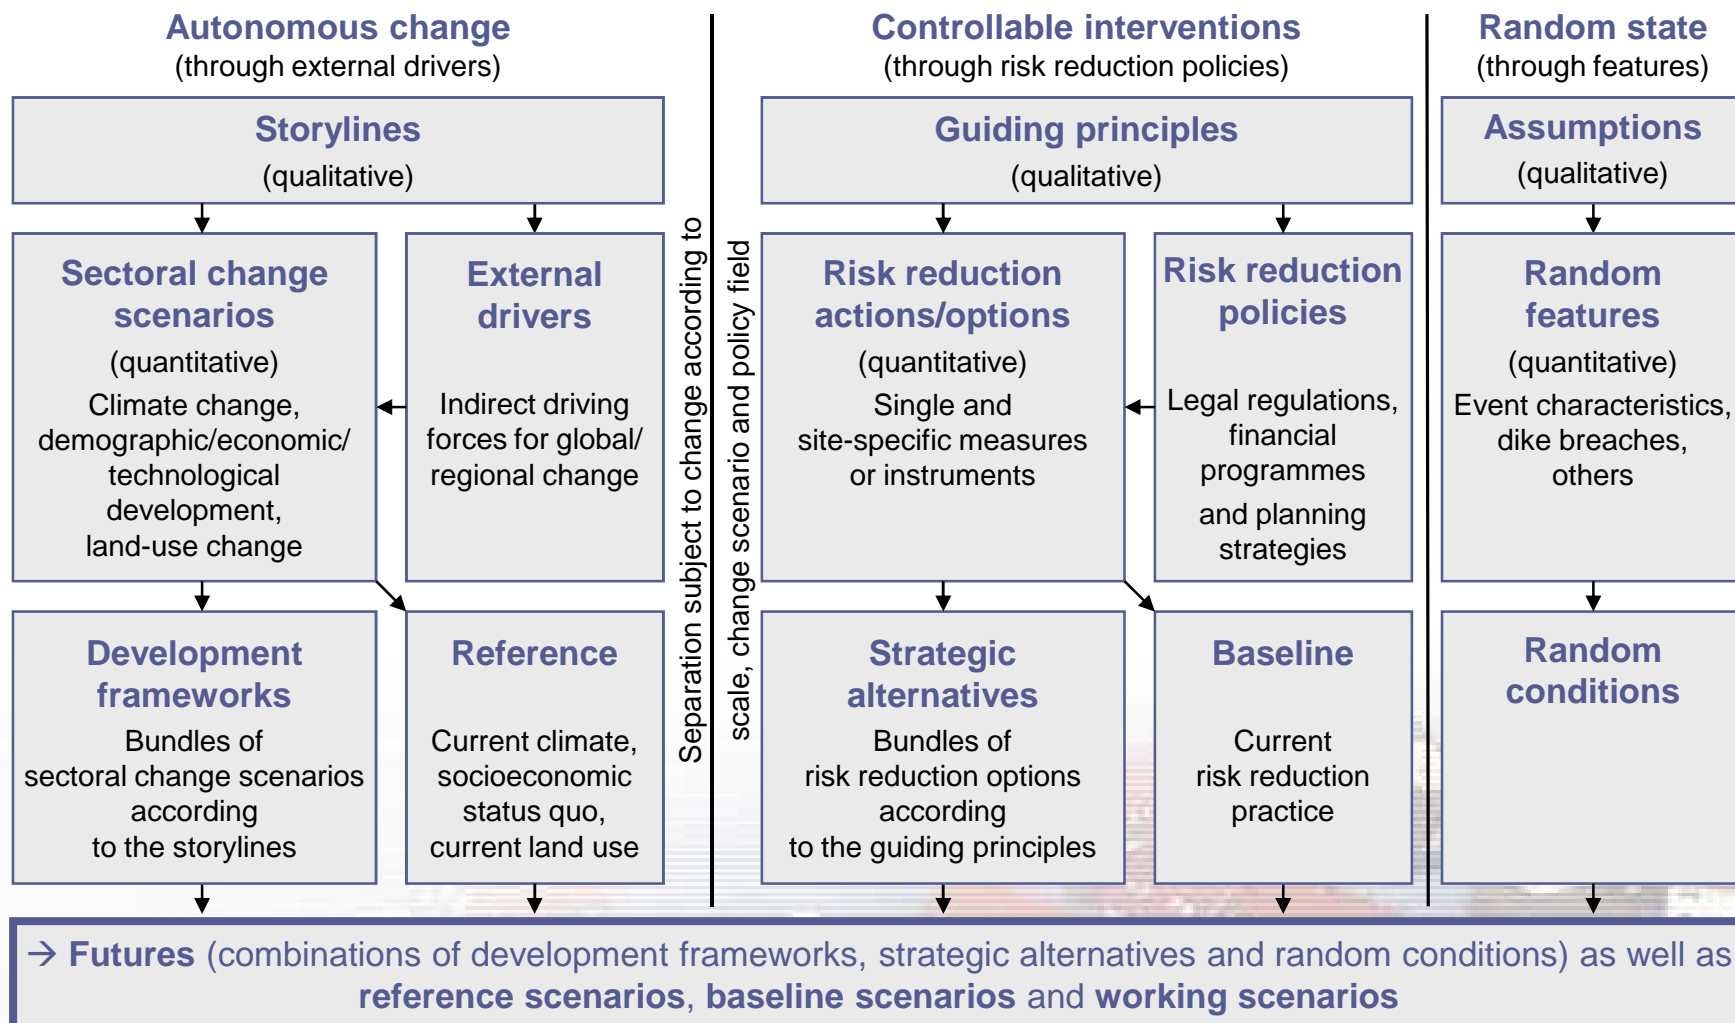 Autonomous change
(through external drivers)
Storylines
(qualitative)
Sectoral change
scenarios
(quantitative)
Climate change,
demographic/economic/
technological
development,
land-use change
External
drivers
Indirect driving
forces for global/
regional change
Development
frameworks
Bundles of
sectoral change scenarios
according
to the storylines
Reference
Current climate,
socioeconomic
status quo,
current land use
Separation subject to change according to
scale, change scenario and policy field
Controllable interventions
(through risk reduction policies)
Guiding principles
(qualitative)
Risk reduction
actions/options
(quantitative)
Single and
site-specific measures
or instruments
Risk reduction
policies
Legal regulations,
financial
programmes
and planning
strategies
Strategic
alternatives
Bundles of
risk reduction options
according
to the guiding principles
Baseline
Current
risk reduction
practice
Random state
(through features)
Assumptions
(qualitative)
Random
features
(quantitative)
Event characteristics,
dike breaches,
others
Random
conditions
→ Futures (combinations of development frameworks, strategic alternatives and random conditions) as well as
reference scenarios, baseline scenarios and working scenarios